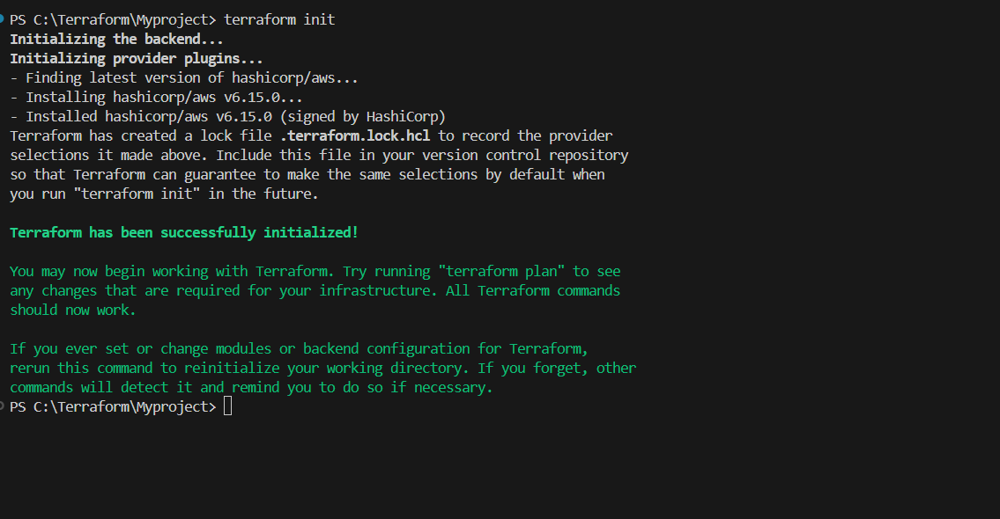 PS C:\Terraform\Myproject> terraform init
Initializing the backend...
Initializing provider plugins...
- Finding latest version of hashicorp/aws...
- Installing hashicorp/aws v6.15.0...
- Installed hashicorp/aws v6.15.0 (signed by HashiCorp)
Terraform has created a lock file .terraform.lock.hcl to record the provider
selections it made above. Include this file in your version control repository
so that Terraform can guarantee to make the same selections by default when
you run "terraform init" in the future.
Terraform has been successfully initialized!
You may now begin working with Terraform. Try running "terraform plan" to see
any changes that are required for your infrastructure. All Terraform commands
should now work.
If you ever set or change modules or backend configuration for Terraform,
rerun this command to reinitialize your working directory. If you forget, other
commands will detect it and remind you to do so if necessary.
PS C:\Terraform\Myproject>